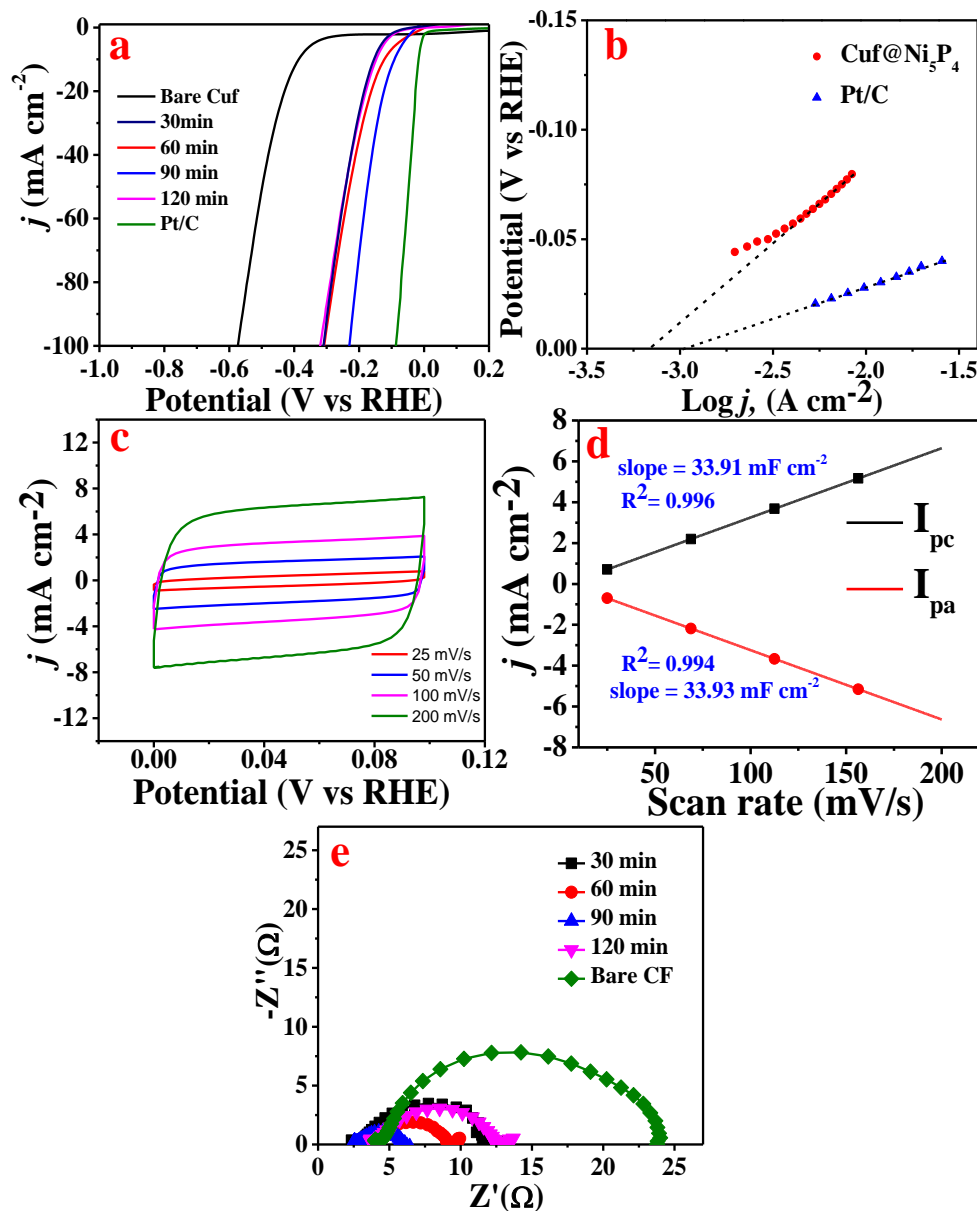 a
0
-20
-40
-60
-80
-100
j (mA cm-2)
Bare Cuf
30min
60 min
90 min
120 min
Pt/C
-1.0 -0.8 -0.6 -0.4 -0.2 0.0 0.2
Potential (V vs RHE)
b
-0.15
-0.10
-0.05
0.00
Potential (V vs RHE)
Cuf@Ni5P4
Pt/C
-3.5 -3.0 -2.5 -2.0 -1.5
Log j, (A cm-2)
c
12
8
4
0
-4
-8
-12
j (mA cm-2)
25 mV/s
50 mV/s
100 mV/s
200 mV/s
0.00 0.04 0.08 0.12
Potential (V vs RHE)
d
8
6
4
2
0
-2
-4
-6
-8
j (mA cm-2)
slope = 33.91 mF cm-2
R2= 0.996
Ipc
Ipa
R2= 0.994
slope = 33.93 mF cm-2
50 100 150 200
Scan rate (mV/s)
e
25
20
15
10
5
0
-Z''(Ω)
30 min
60 min
90 min
120 min
Bare CF
0 5 10 15 20 25
Z'(Ω)